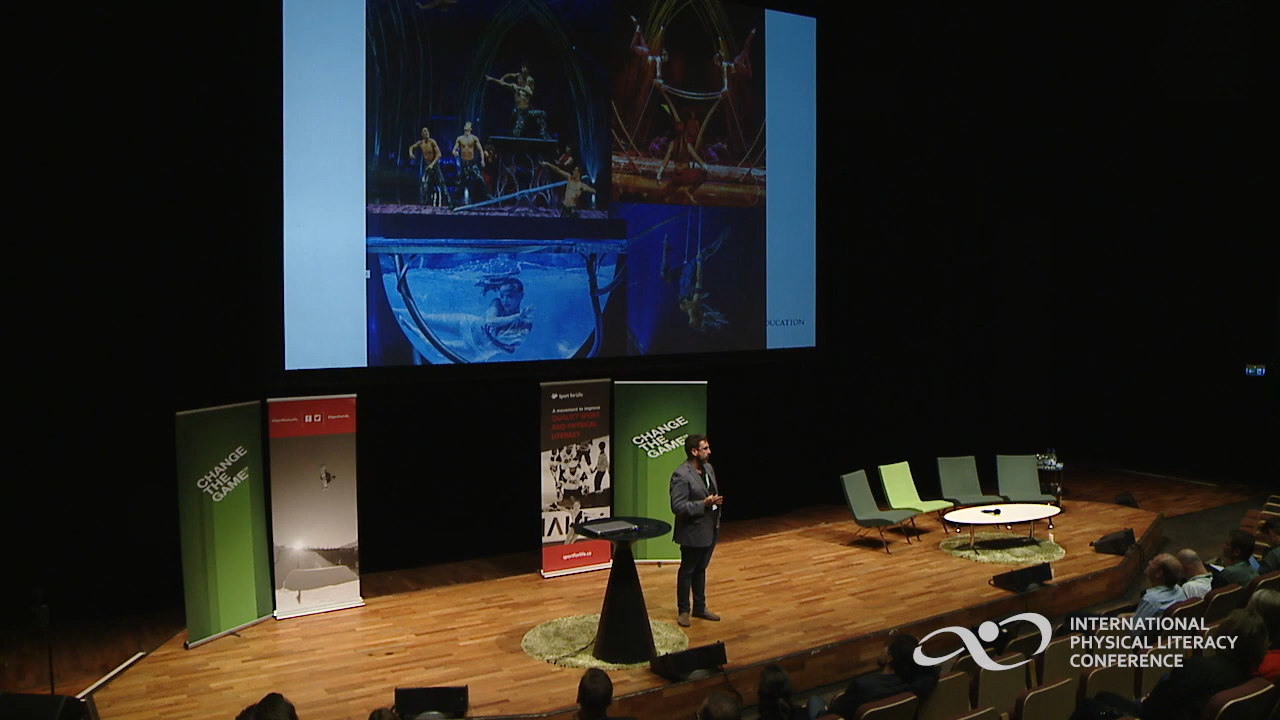 DUCATION
CHANGE
THE
GAME
Sport for Life
A movement to improve
QUALITY SPORT
AND PHYSICAL
LITERACY
sportforlife.ca
CHANGE
THE
GAME
INTERNATIONAL
PHYSICAL LITERACY
CONFERENCE